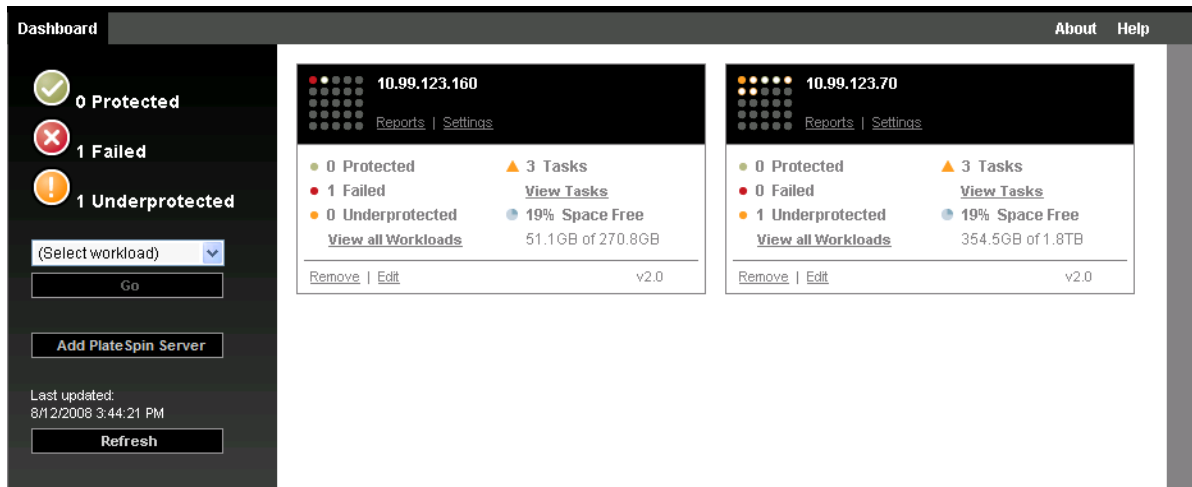 Dashboard
About Help
0 Protected
1 Failed
1 Underprotected
(Select workload)
Go
Add PlateSpin Server
Last updated:
8/12/2008 3:44:21 PM
Refresh
10.99.123.160
Reports | Settings
0 Protected
1 Failed
0 Underprotected
View all Workloads
3 Tasks
View Tasks
19% Space Free
51.1GB of 270.8GB
Remove | Edit
v2.0
10.99.123.70
Reports | Settings
0 Protected
0 Failed
1 Underprotected
View all Workloads
3 Tasks
View Tasks
19% Space Free
354.5GB of 1.8TB
Remove | Edit
v2.0